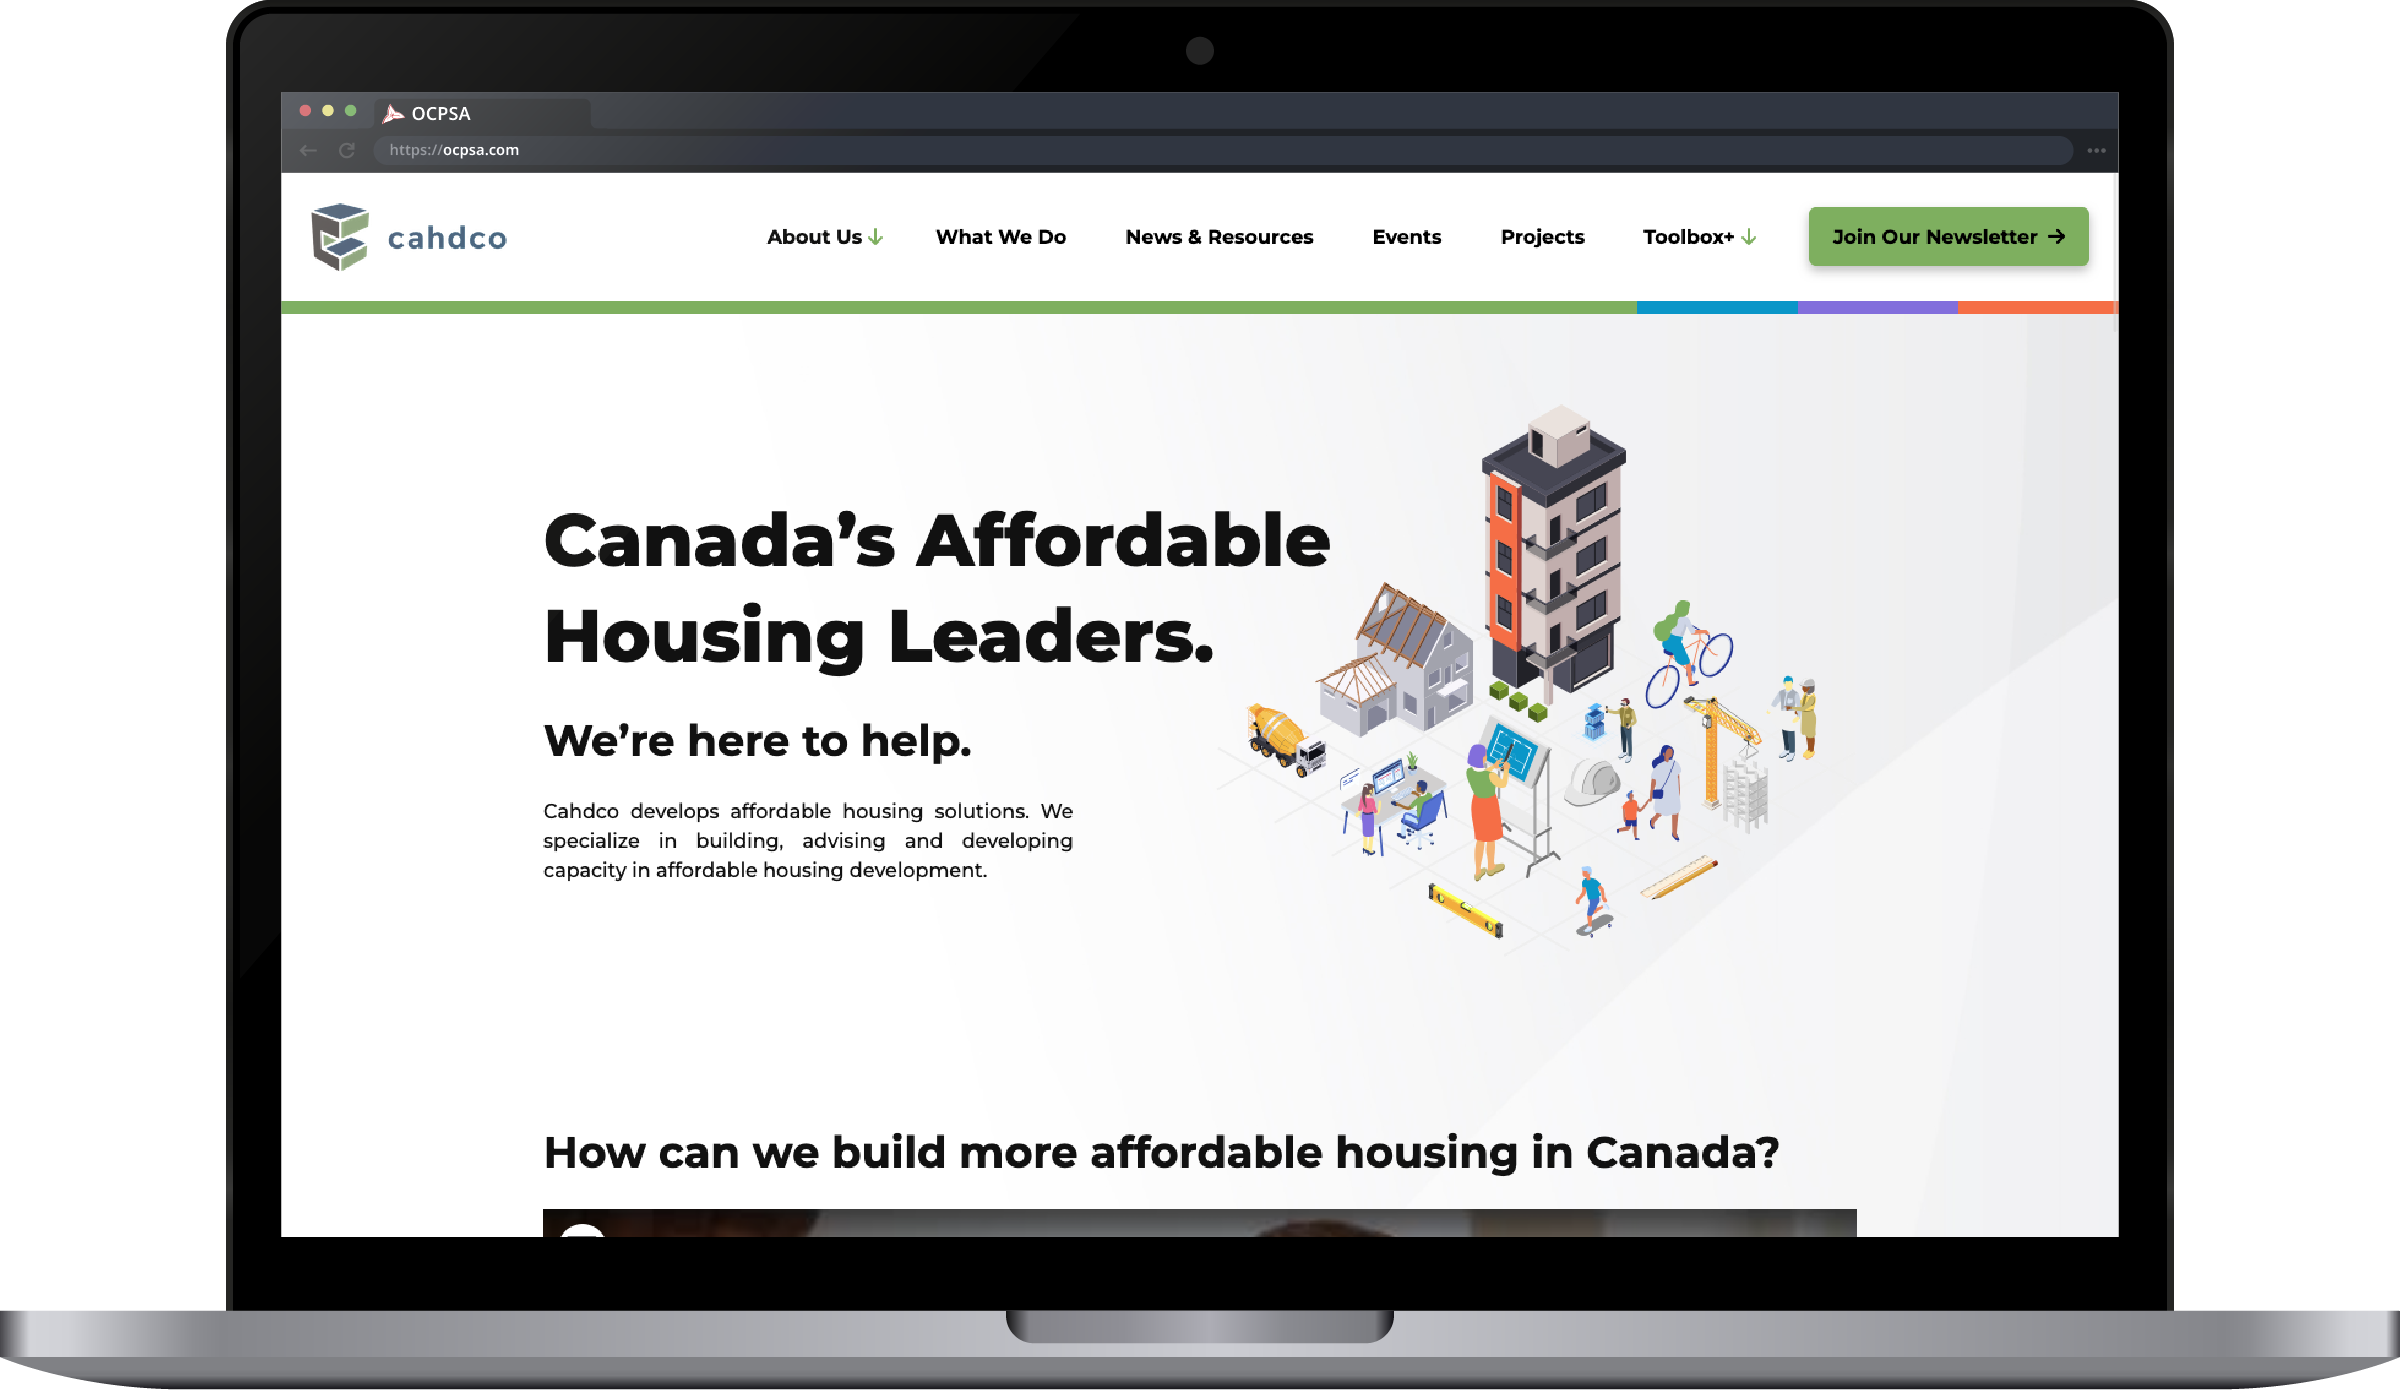 OCPSA
https://ocpsa.com
cahdco
About Us
What We Do
News & Resources
Events
Projects
Toolbox+
Join Our Newsletter
Canada’s Affordable
Housing Leaders.
We’re here to help.
Cahdco develops affordable housing solutions. We
specialize in building, advising and developing
capacity in affordable housing development.
How can we build more affordable housing in Canada?